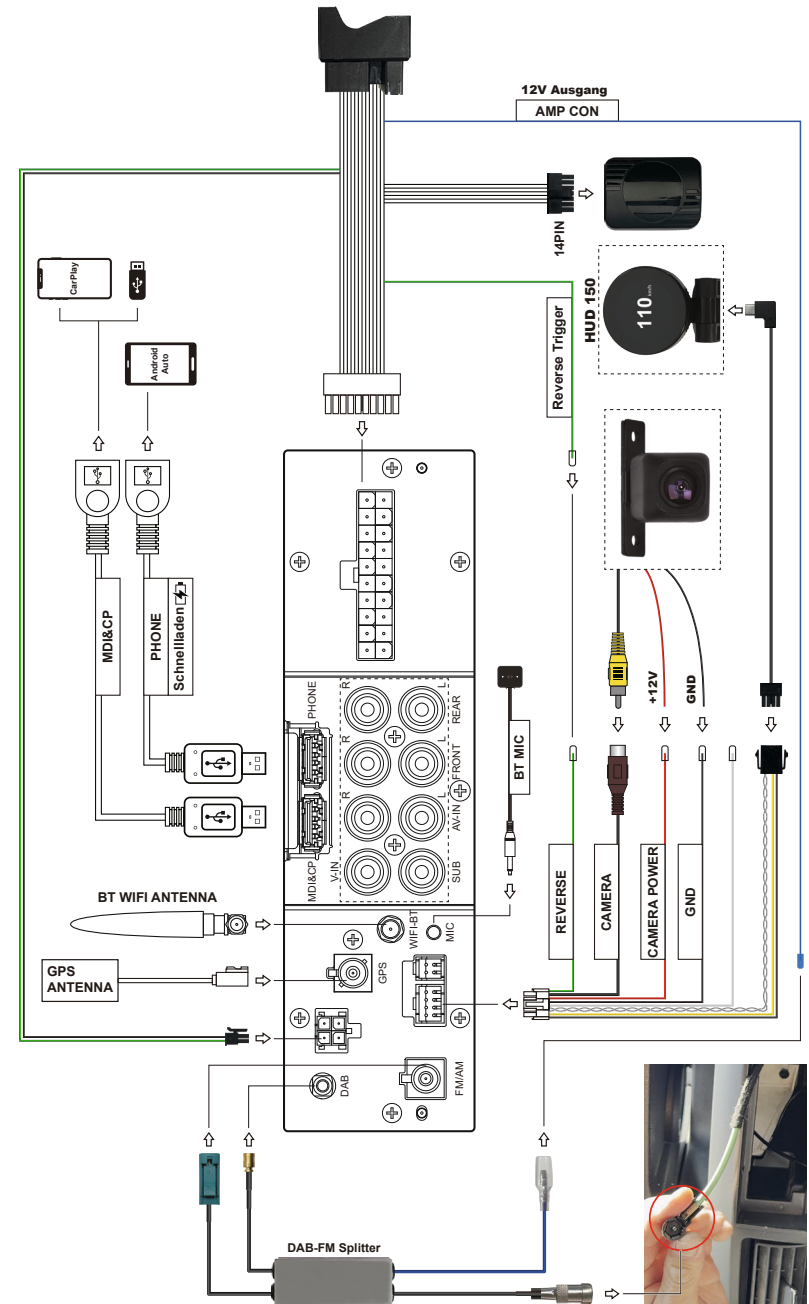 12V Ausgang
AMP CON
14PIN
CarPlay
Android
Auto
HUD 150
110
Reverse Trigger
MDI&CP
PHONE
Schnellladen
+12V
GND
PHONE
MDI&CP
R
L
REAR
R
L
FRONT
R
L
AV-IN
V-IN
SUB
BT MIC
REVERSE
CAMERA
CAMERA POWER
GND
BT WIFI ANTENNA
WIFI-BT
MIC
GPS
ANTENNA
GPS
DAB
FM/AM
DAB-FM Splitter